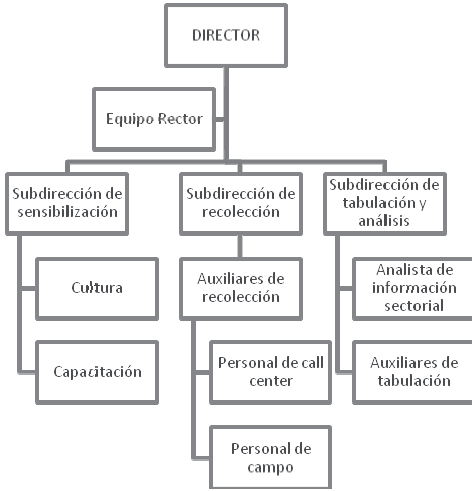 DIRECTOR
Equipo Rector
Subdirección de
sensibilización
Subdirección de
recolección
Subdirección de
tabulación y
análisis
Cultura
Capacitación
Auxiliares de
recolección
Personal de call
center
Personal de
campo
Analista de
información
sectorial
Auxiliares de
tabulación